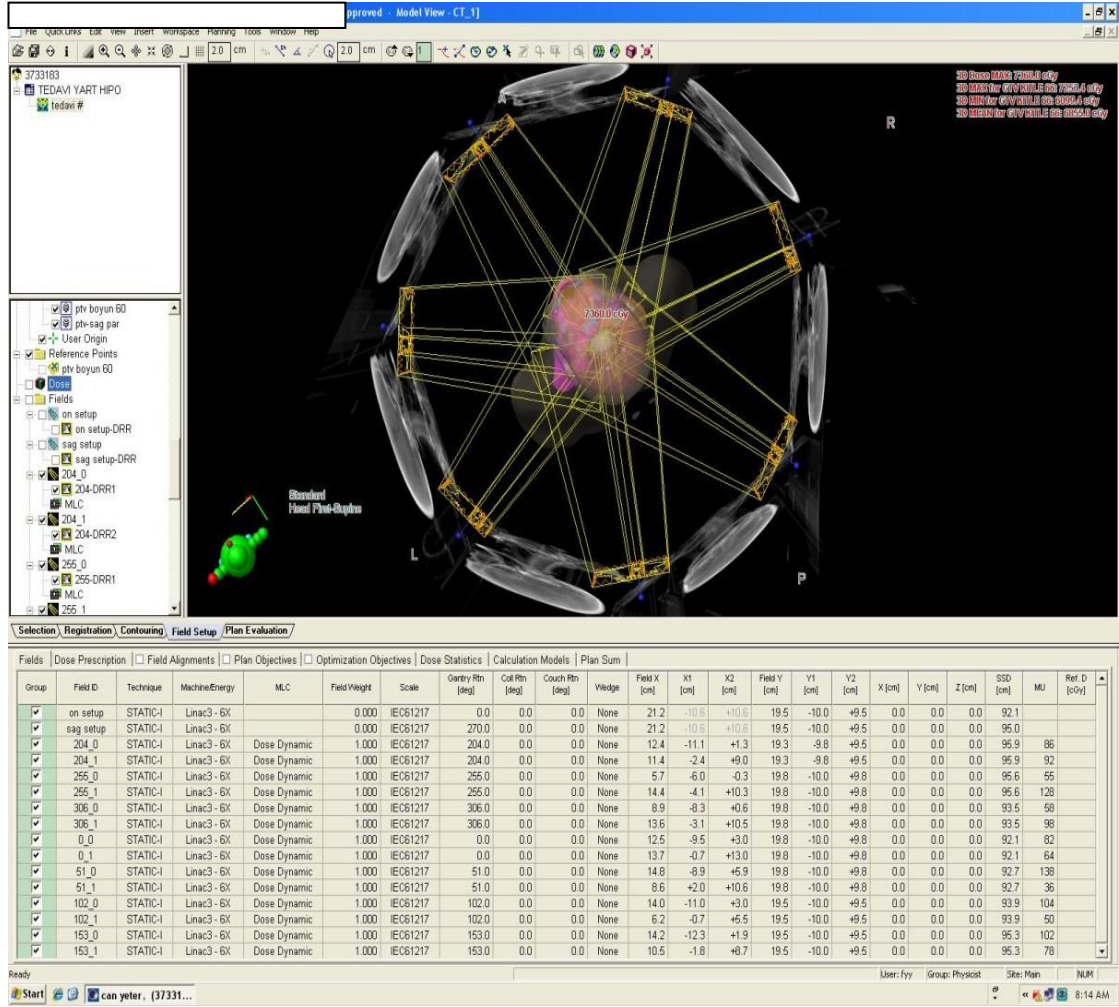 pproved - Model View - CT_1]
File QuickLinks Edit View Insert Workspace Planning Tools Window Help
2.0 cm 2.0 cm 1
3733183
TEDAVI YART HIPO
tedavi #
A
R
3D Dose MAX: 7360.0 cGy
3D MAX for GTV KITLE 66: 7253.4 cGy
3D MIN for GTV KITLE 66: 6099.4 cGy
3D MEAN for GTV KITLE 66: 6855.0 cGy
7360.0 cGy
Standard
Head First-Supine
L
P
ptv boyun 60
ptv-sag par
User Origin
Reference Points
ptv boyun 60
Dose
Fields
on setup
on setup-DRR
sag setup
sag setup-DRR
204_0
204-DRR1
MLC
204_1
204-DRR2
MLC
255_0
255-DRR1
MLC
255_1
Selection Registration Contouring Field Setup Plan Evaluation
Fields Dose Prescription Field Alignments Plan Objectives Optimization Objectives Dose Statistics Calculation Models Plan Sum
Group Field ID Technique Machine/Energy MLC Field Weight Scale Gantry Rtn [deg] Coll Rtn [deg] Couch Rtn [deg] Wedge Field X [cm] X1 [cm] X2 [cm] Field Y [cm] Y1 [cm] Y2 [cm] X [cm] Y [cm] Z [cm] SSD [cm] MU Ref. D [cGy]
on setup STATIC-I Linac3 - 6X 0.000 IEC61217 0.0 0.0 0.0 None 21.2 -10.6 +10.6 19.5 -10.0 +9.5 0.0 0.0 0.0 92.1
sag setup STATIC-I Linac3 - 6X 0.000 IEC61217 270.0 0.0 0.0 None 21.2 -10.6 +10.6 19.5 -10.0 +9.5 0.0 0.0 0.0 95.0
204_0 STATIC-I Linac3 - 6X Dose Dynamic 1.000 IEC61217 204.0 0.0 0.0 None 12.4 -11.1 +1.3 19.3 -9.8 +9.5 0.0 0.0 0.0 95.9 86
204_1 STATIC-I Linac3 - 6X Dose Dynamic 1.000 IEC61217 204.0 0.0 0.0 None 11.4 -2.4 +9.0 19.3 -9.8 +9.5 0.0 0.0 0.0 95.9 92
255_0 STATIC-I Linac3 - 6X Dose Dynamic 1.000 IEC61217 255.0 0.0 0.0 None 5.7 -6.0 -0.3 19.8 -10.0 +9.8 0.0 0.0 0.0 95.6 55
255_1 STATIC-I Linac3 - 6X Dose Dynamic 1.000 IEC61217 255.0 0.0 0.0 None 14.4 -4.1 +10.3 19.8 -10.0 +9.8 0.0 0.0 0.0 95.6 128
306_0 STATIC-I Linac3 - 6X Dose Dynamic 1.000 IEC61217 306.0 0.0 0.0 None 8.9 -8.3 +0.6 19.8 -10.0 +9.8 0.0 0.0 0.0 93.5 58
306_1 STATIC-I Linac3 - 6X Dose Dynamic 1.000 IEC61217 306.0 0.0 0.0 None 13.6 -3.1 +10.5 19.8 -10.0 +9.8 0.0 0.0 0.0 93.5 98
0_0 STATIC-I Linac3 - 6X Dose Dynamic 1.000 IEC61217 0.0 0.0 0.0 None 12.5 -9.5 +3.0 19.8 -10.0 +9.8 0.0 0.0 0.0 92.1 82
0_1 STATIC-I Linac3 - 6X Dose Dynamic 1.000 IEC61217 0.0 0.0 0.0 None 13.7 -0.7 +13.0 19.8 -10.0 +9.8 0.0 0.0 0.0 92.1 64
51_0 STATIC-I Linac3 - 6X Dose Dynamic 1.000 IEC61217 51.0 0.0 0.0 None 14.8 -8.9 +5.9 19.8 -10.0 +9.8 0.0 0.0 0.0 92.7 138
51_1 STATIC-I Linac3 - 6X Dose Dynamic 1.000 IEC61217 51.0 0.0 0.0 None 8.6 +2.0 +10.6 19.8 -10.0 +9.8 0.0 0.0 0.0 92.7 36
102_0 STATIC-I Linac3 - 6X Dose Dynamic 1.000 IEC61217 102.0 0.0 0.0 None 14.0 -11.0 +3.0 19.5 -10.0 +9.5 0.0 0.0 0.0 93.9 104
102_1 STATIC-I Linac3 - 6X Dose Dynamic 1.000 IEC61217 102.0 0.0 0.0 None 6.2 -0.7 +5.5 19.5 -10.0 +9.5 0.0 0.0 0.0 93.9 50
153_0 STATIC-I Linac3 - 6X Dose Dynamic 1.000 IEC61217 153.0 0.0 0.0 None 14.2 -12.3 +1.9 19.5 -10.0 +9.5 0.0 0.0 0.0 95.3 102
153_1 STATIC-I Linac3 - 6X Dose Dynamic 1.000 IEC61217 153.0 0.0 0.0 None 10.5 -1.8 +8.7 19.5 -10.0 +9.5 0.0 0.0 0.0 95.3 78
Ready User: fyy Group: Physicist Site: Main NUM
Start can yeter, (37331... 8:14 AM